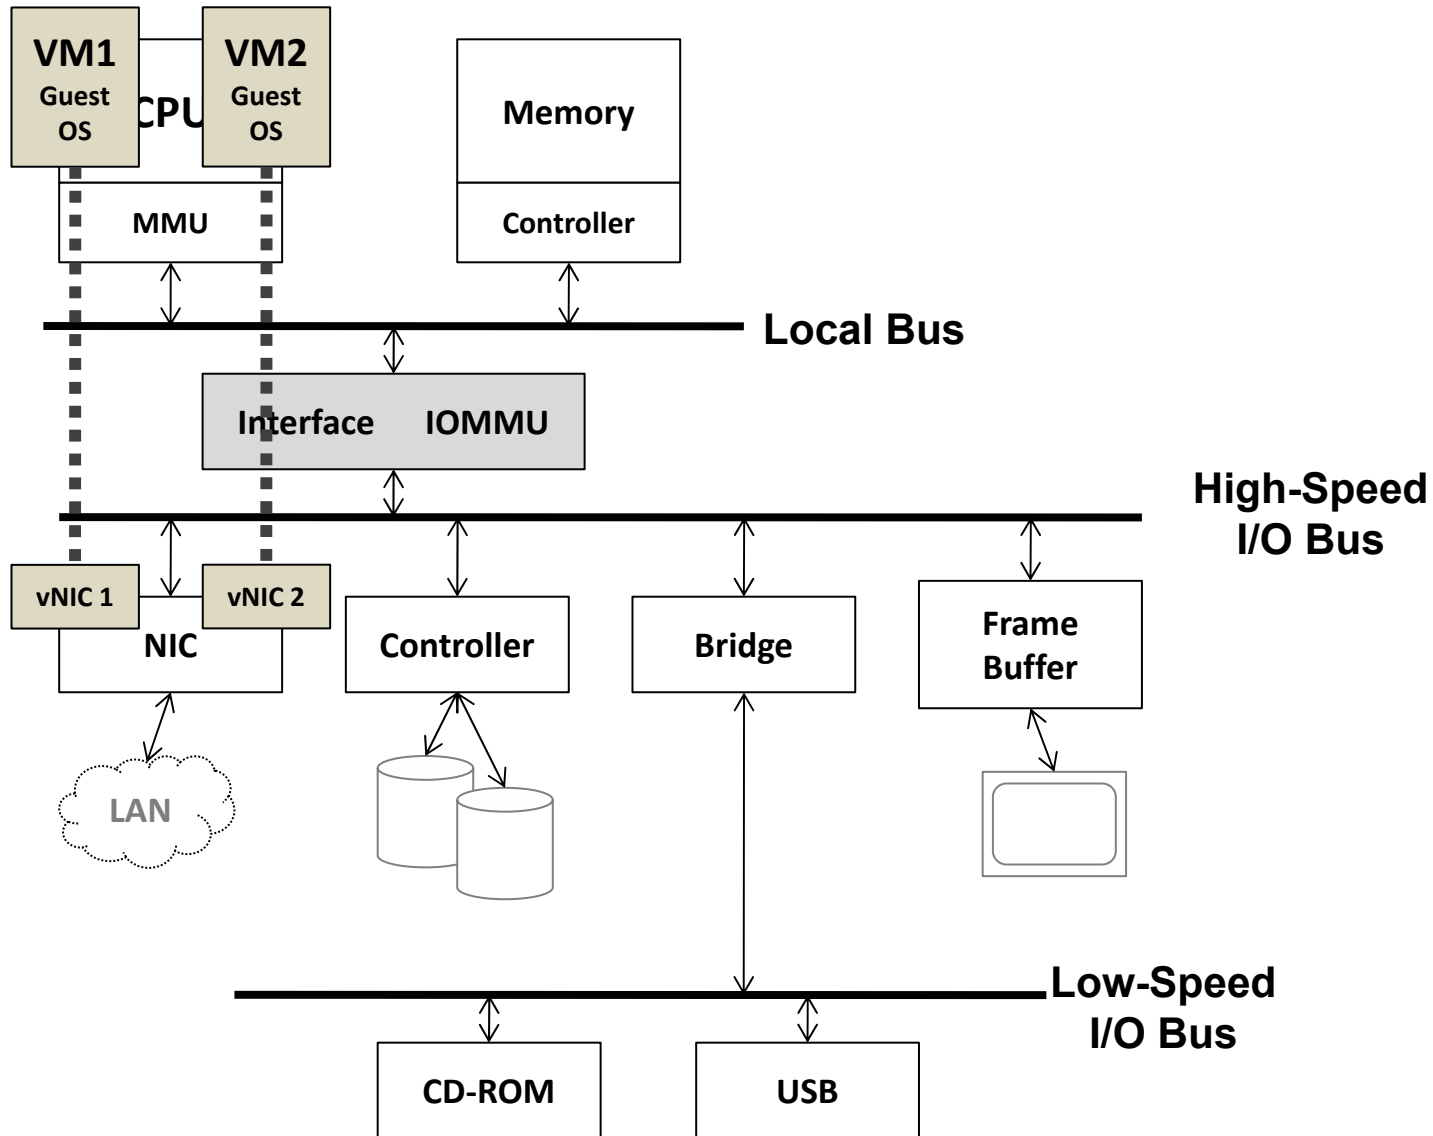 VM1
Guest
OS
CPU
VM2
Guest
OS
MMU
Memory
Controller
Local Bus
Interface IOMMU
High-Speed
I/O Bus
vNIC 1
vNIC 2
NIC
Controller
Bridge
Frame
Buffer
LAN
Low-Speed
I/O Bus
CD-ROM
USB